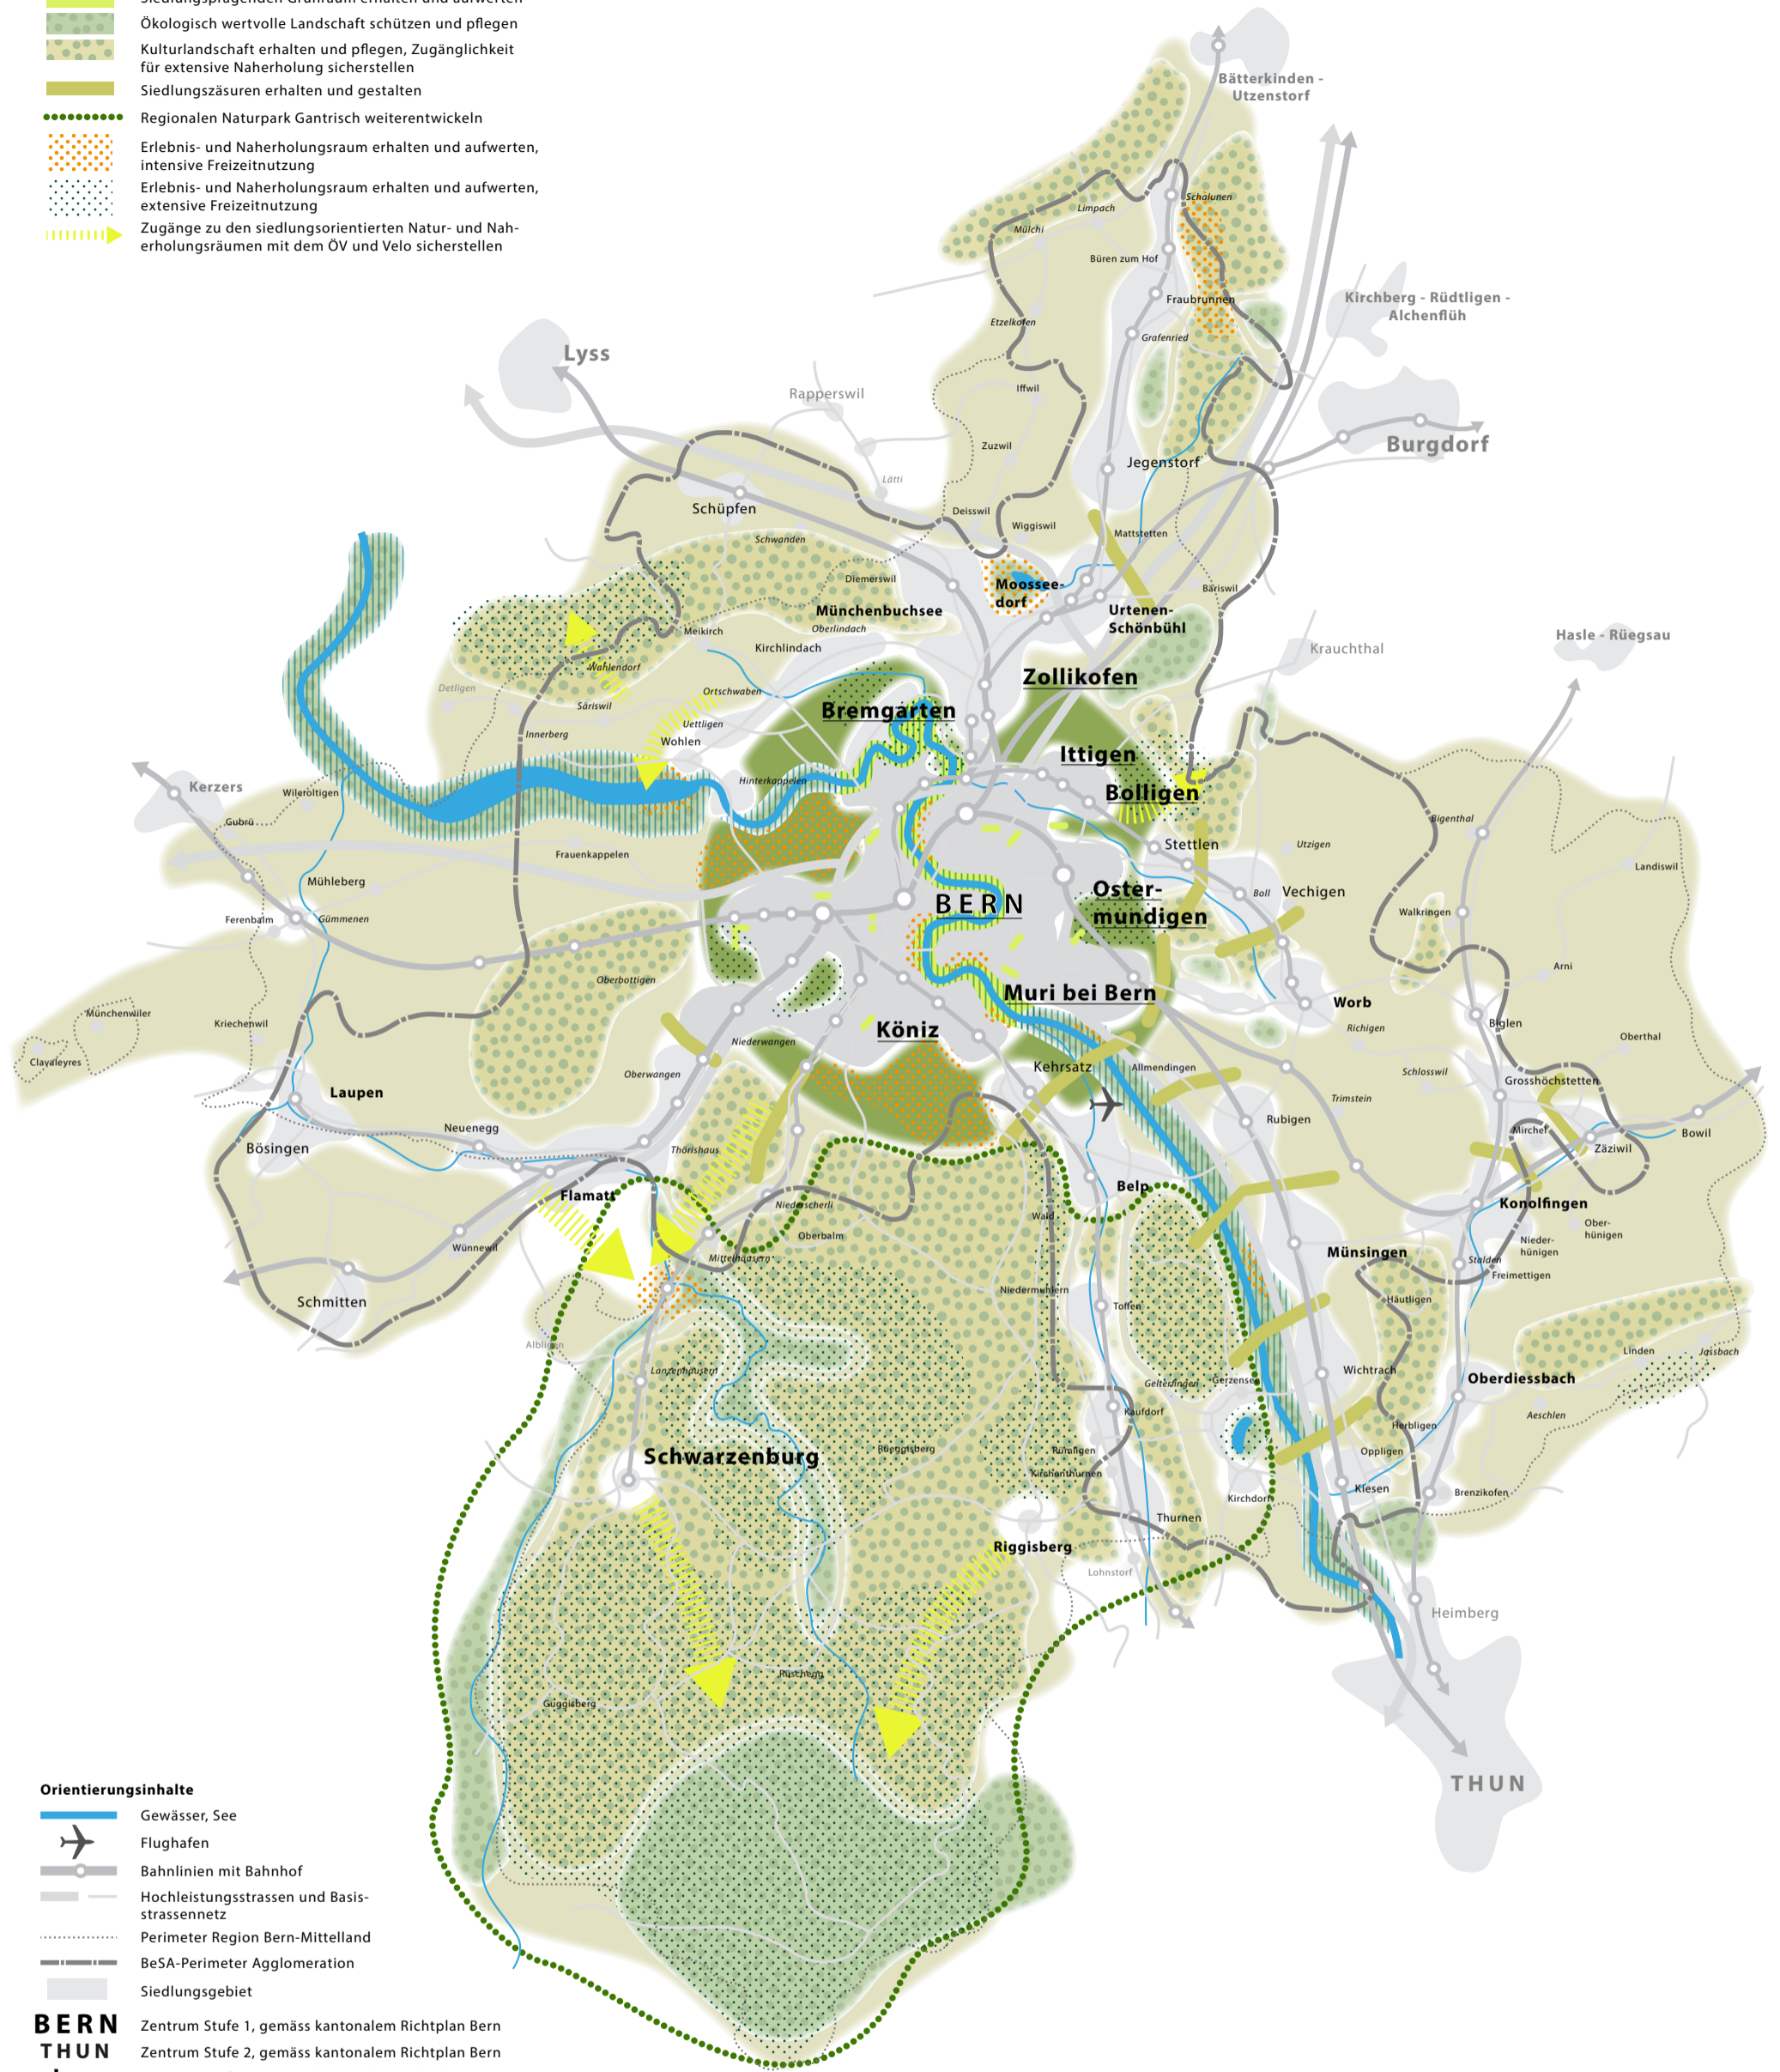 Siedlungsprägenden Grünraum erhalten und aufwerten
Ökologisch wertvolle Landschaft schützen und pflegen
Kulturlandschaft erhalten und pflegen, Zugänglichkeit
für extensive Naherholung sicherstellen
Siedlungszäsuren erhalten und gestalten
Regionalen Naturpark Gantrisch weiterentwickeln
Erlebnis- und Naherholungsraum erhalten und aufwerten,
intensive Freizeitnutzung
Erlebnis- und Naherholungsraum erhalten und aufwerten,
extensive Freizeitnutzung
Zugänge zu den siedlungsorientierten Natur- und Nah-
erholungsräumen mit dem ÖV und Velo sicherstellen
Bätterkinden -
Utzenstorf
Schalunen
Limpach
Mülchi
Büren zum Hof
Fraubrunnen
Kirchberg - Rüdtligen -
Alchenflüh
Etzelkofen
Grafenried
Lyss
Rapperswil
Iffwil
Burgdorf
Zuzwil
Jegenstorf
Lätti
Schüpfen
Deisswil
Wiggiswil
Mattstetten
Schwanden
Diemerswil
Moossee-
dorf
Bäriswil
Münchenbuchsee
Urtenen-
Schönbühl
Oberlindach
Meikirch
Kirchlindach
Krauchthal
Hasle - Rüegsau
Wahlendorf
Zollikofen
Detligen
Ortschwaben
Säriswil
Bremgarten
Uettligen
Innerberg
Wohlen
Ittigen
Hinterkappelen
Bolligen
Kerzers
Wileroltigen
Gubrü
Bigenthal
Stettlen
Utzigen
Frauenkappelen
Landiswil
Mühleberg
Boll
Vechigen
Oster-
mundigen
BERN
Ferenbalm
Gümmenen
Walkringen
Oberbottigen
Arni
Muri bei Bern
Worb
Münchenwiler
Kriechenwil
Biglen
Köniz
Richigen
Niederwangen
Oberthal
Clavaleyres
Oberwangen
Kehrsatz
Allmendingen
Schlosswil
Grosshöchstetten
Laupen
Trimstein
Rubigen
Neuenegg
Mirchel
Bowil
Bösingen
Thörishaus
Zäziwil
Flamatt
Belp
Niederscherli
Wald
Konolfingen
Ober-
hünigen
Oberbalm
Wünnewil
Nieder-
hünigen
Mittelhäusern
Münsingen
Stalden
Freimettigen
Niedermuhlern
Schmitten
Toffen
Häutligen
Albligen
Linden
Jassbach
Lanzenhäusern
Gelterfingen
Gerzensee
Wichtrach
Oberdiessbach
Kaufdorf
Aeschlen
Herbligen
Schwarzenburg
Rüeggisberg
Rümligen
Oppligen
Kirchenthurnen
Kirchdorf
Kiesen
Brenzikofen
Thurnen
Riggisberg
Lohnstorf
Heimberg
Rüschegg
Guggisberg
THUN
Orientierungsinhalte
Gewässer, See
Flughafen
Bahnlinien mit Bahnhof
Hochleistungsstrassen und Basis-
strassennetz
Perimeter Region Bern-Mittelland
BeSA-Perimeter Agglomeration
Siedlungsgebiet
BERN Zentrum Stufe 1, gemäss kantonalem Richtplan Bern
THUN Zentrum Stufe 2, gemäss kantonalem Richtplan Bern